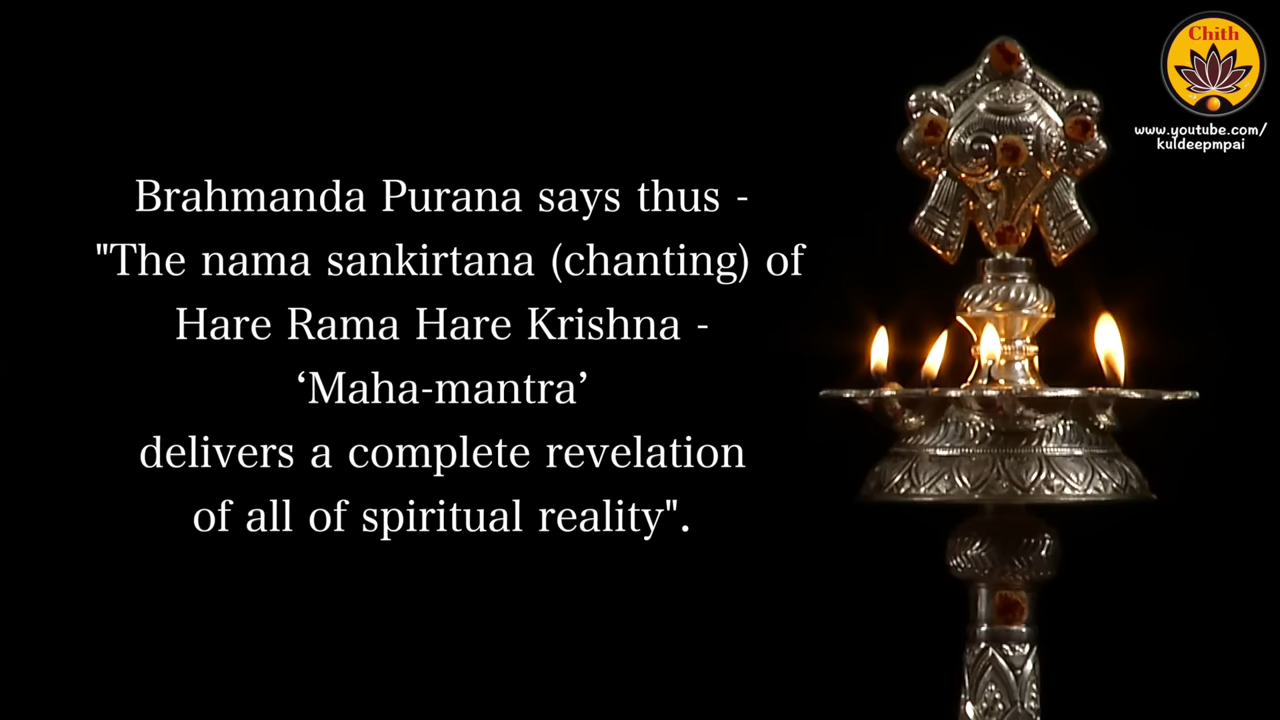 Brahmanda Purana says thus -
"The nama sankirtana (chanting) of
Hare Rama Hare Krishna -
‘Maha-mantra’
delivers a complete revelation
of all of spiritual reality".
Chith
www.youtube.com/
kuldeepmpai